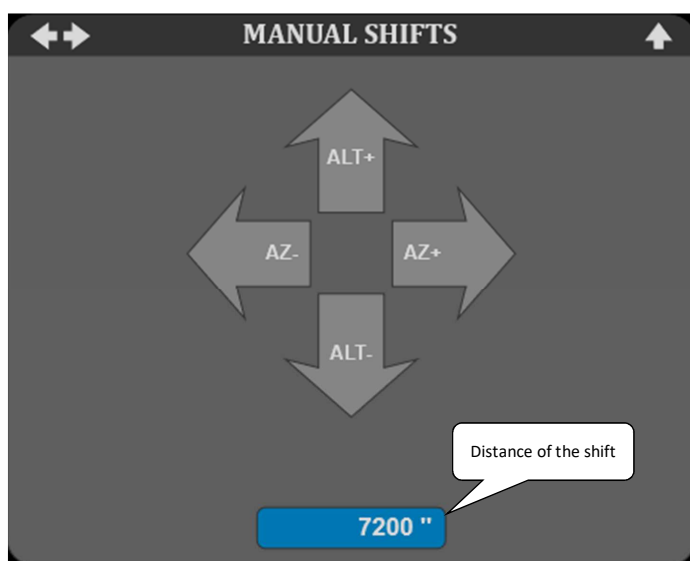 MANUAL SHIFTS
ALT+
AZ-
AZ+
ALT-
Distance of the shift
7200 "